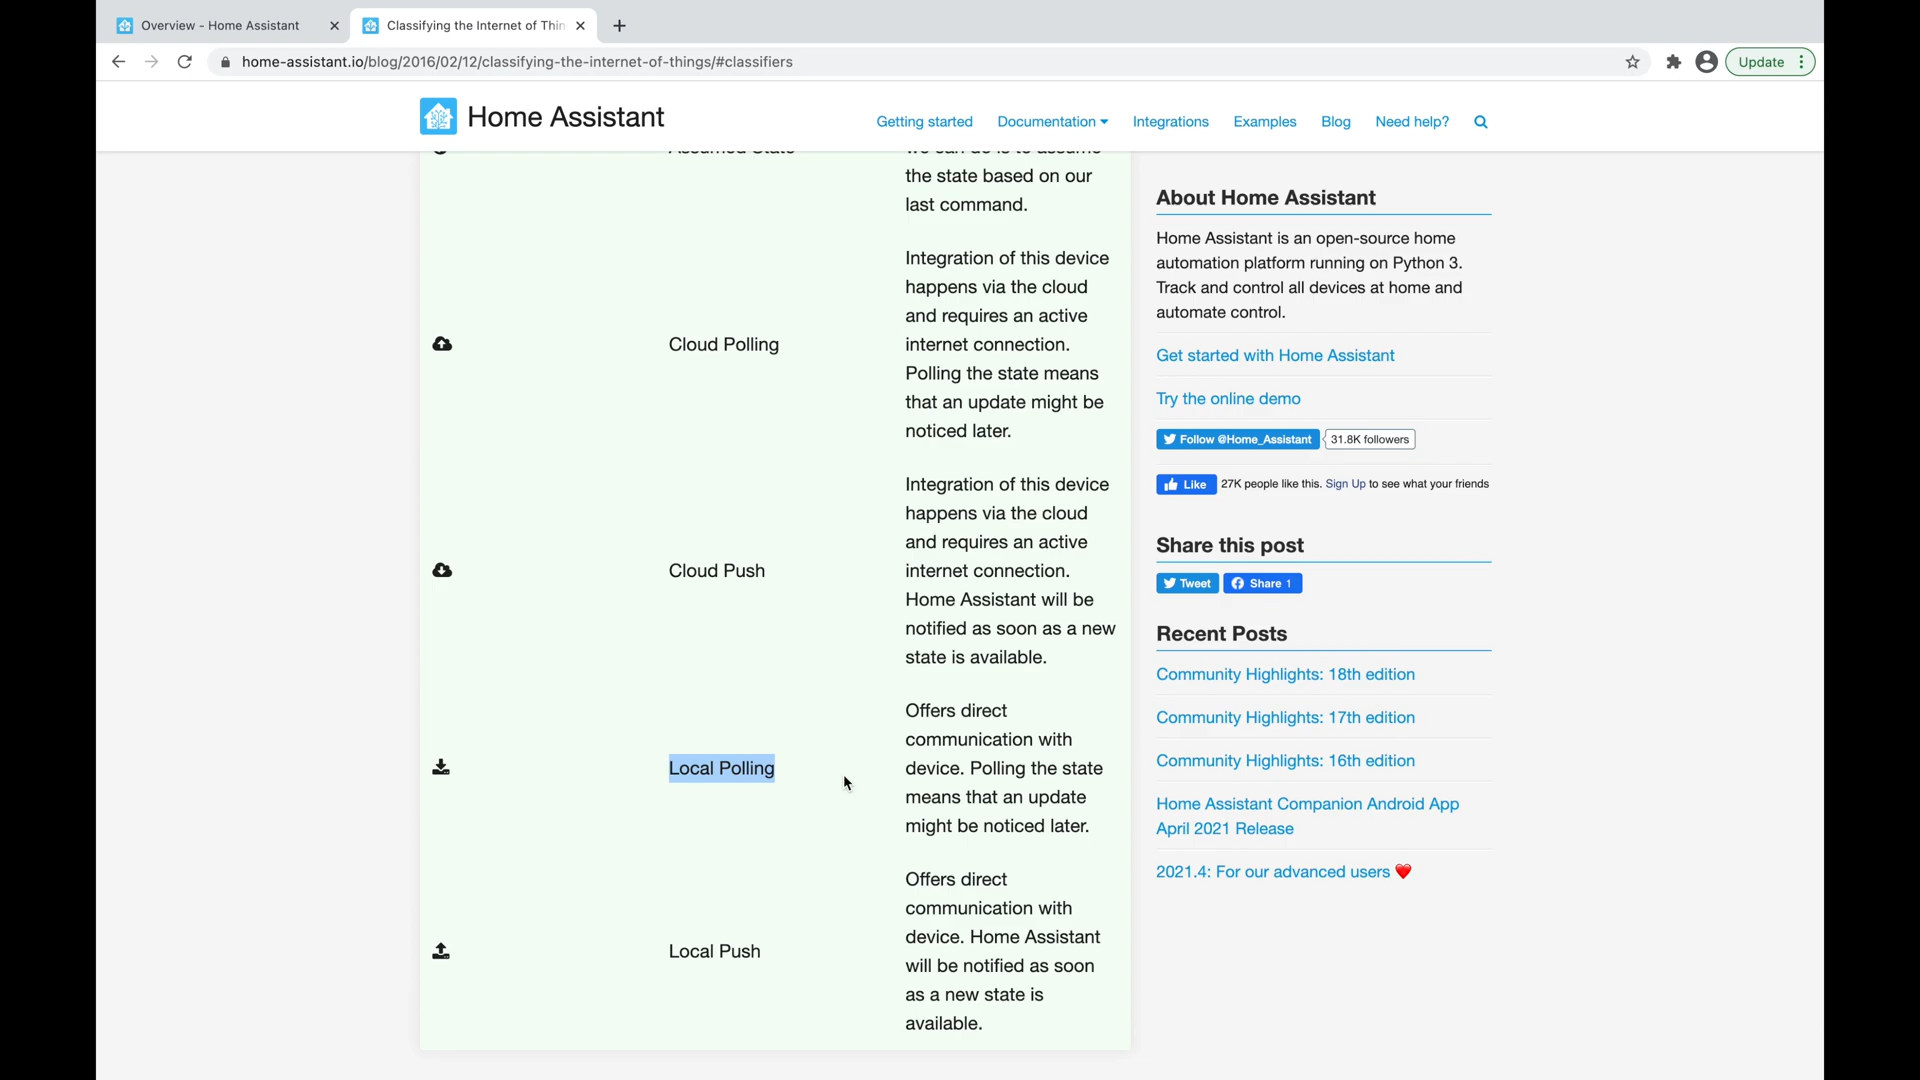 Overview - Home Assistant
Classifying the Internet of Thin
home-assistant.io/blog/2016/02/12/classifying-the-internet-of-things/#classifiers
Update
Home Assistant
Getting started
Documentation
Integrations
Examples
Blog
Need help?
Assumed State
we can do is to assume
the state based on our
last command.
Cloud Polling
Integration of this device
happens via the cloud
and requires an active
internet connection.
Polling the state means
that an update might be
noticed later.
Cloud Push
Integration of this device
happens via the cloud
and requires an active
internet connection.
Home Assistant will be
notified as soon as a new
state is available.
Local Polling
Offers direct
communication with
device. Polling the state
means that an update
might be noticed later.
Local Push
Offers direct
communication with
device. Home Assistant
will be notified as soon
as a new state is
available.
About Home Assistant
Home Assistant is an open-source home
automation platform running on Python 3.
Track and control all devices at home and
automate control.
Get started with Home Assistant
Try the online demo
Follow @Home_Assistant
31.8K followers
Like
27K people like this. Sign Up to see what your friends
Share this post
Tweet
Share 1
Recent Posts
Community Highlights: 18th edition
Community Highlights: 17th edition
Community Highlights: 16th edition
Home Assistant Companion Android App
April 2021 Release
2021.4: For our advanced users ❤️